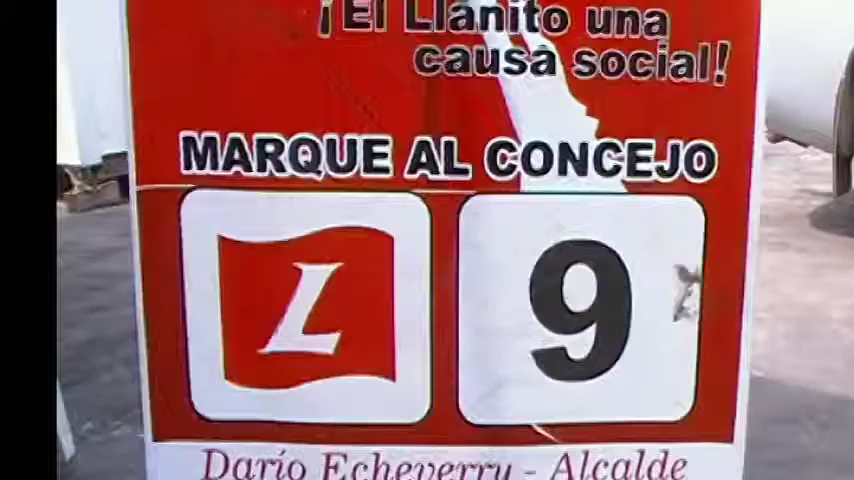 ¡El Llanito una
causa social!
MARQUE AL CONCEJO
L 9
Darío Echeverry - Alcalde